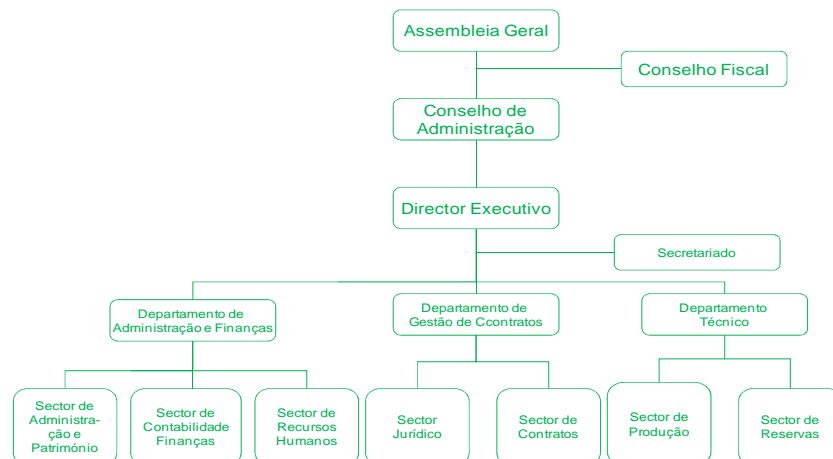 Assembleia Geral
Conselho Fiscal
Conselho de
Administração
Director Executivo
Secretariado
Departamento de
Administração e Finanças
Departamento de
Gestão de Ccontratos
Departamento
Técnico
Sector de
Administra-
ção e
Património
Sector de
Contabilidade
Finanças
Sector de
Recursos
Humanos
Sector
Jurídico
Sector de
Contratos
Sector de
Produção
Sector de
Reservas